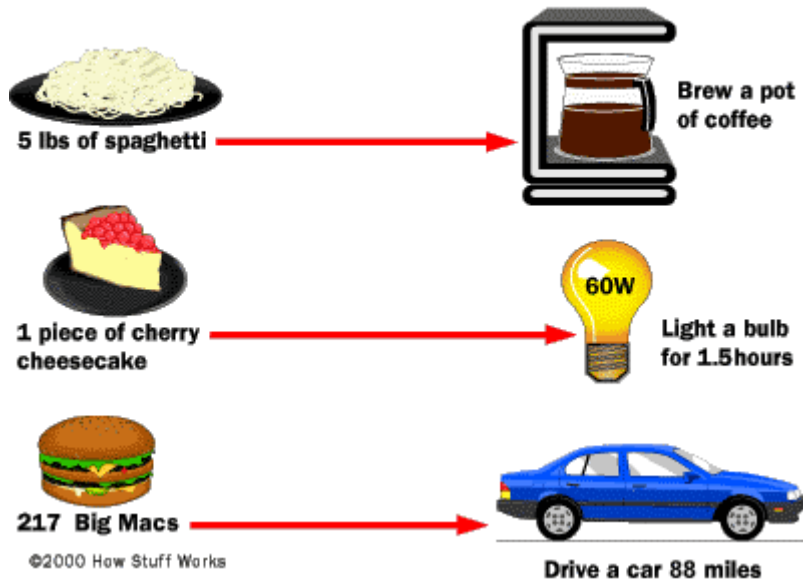 5 lbs of spaghetti
Brew a pot
of coffee
1 piece of cherry
cheesecake
60W
Light a bulb
for 1.5hours
217 Big Macs
Drive a car 88 miles
©2000 How Stuff Works